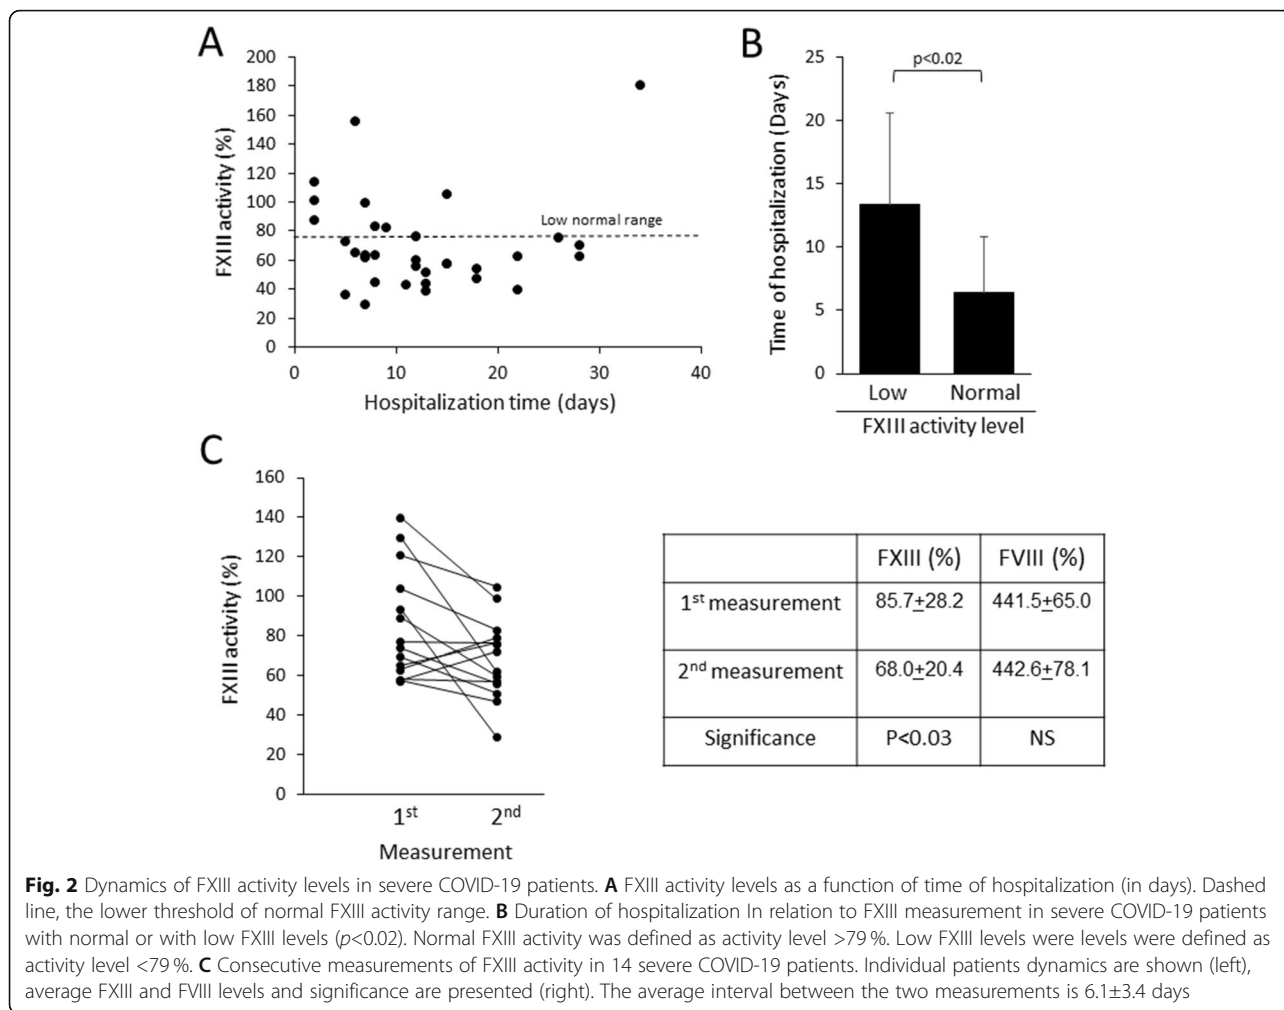 A
200
180
160
140
120
100
80
60
40
20
0
FXIII activity (%)
Low normal range
0 10 20 30 40
Hospitalization time (days)
B
25
20
15
10
5
0
Time of hospitalization (Days)
p<0.02
Low Normal
FXIII activity level
C
160
140
120
100
80
60
40
20
0
FXIII activity (%)
1st 2nd
Measurement
FXIII (%) FVIII (%)
1st measurement 85.7±28.2 441.5±65.0
2nd measurement 68.0±20.4 442.6±78.1
Significance P<0.03 NS
Fig. 2 Dynamics of FXIII activity levels in severe COVID-19 patients. A FXIII activity levels as a function of time of hospitalization (in days). Dashed
line, the lower threshold of normal FXIII activity range. B Duration of hospitalization In relation to FXIII measurement in severe COVID-19 patients
with normal or with low FXIII levels (p<0.02). Normal FXIII activity was defined as activity level >79 %. Low FXIII levels were levels were defined as
activity level <79 %. C Consecutive measurements of FXIII activity in 14 severe COVID-19 patients. Individual patients dynamics are shown (left),
average FXIII and FVIII levels and significance are presented (right). The average interval between the two measurements is 6.1±3.4 days